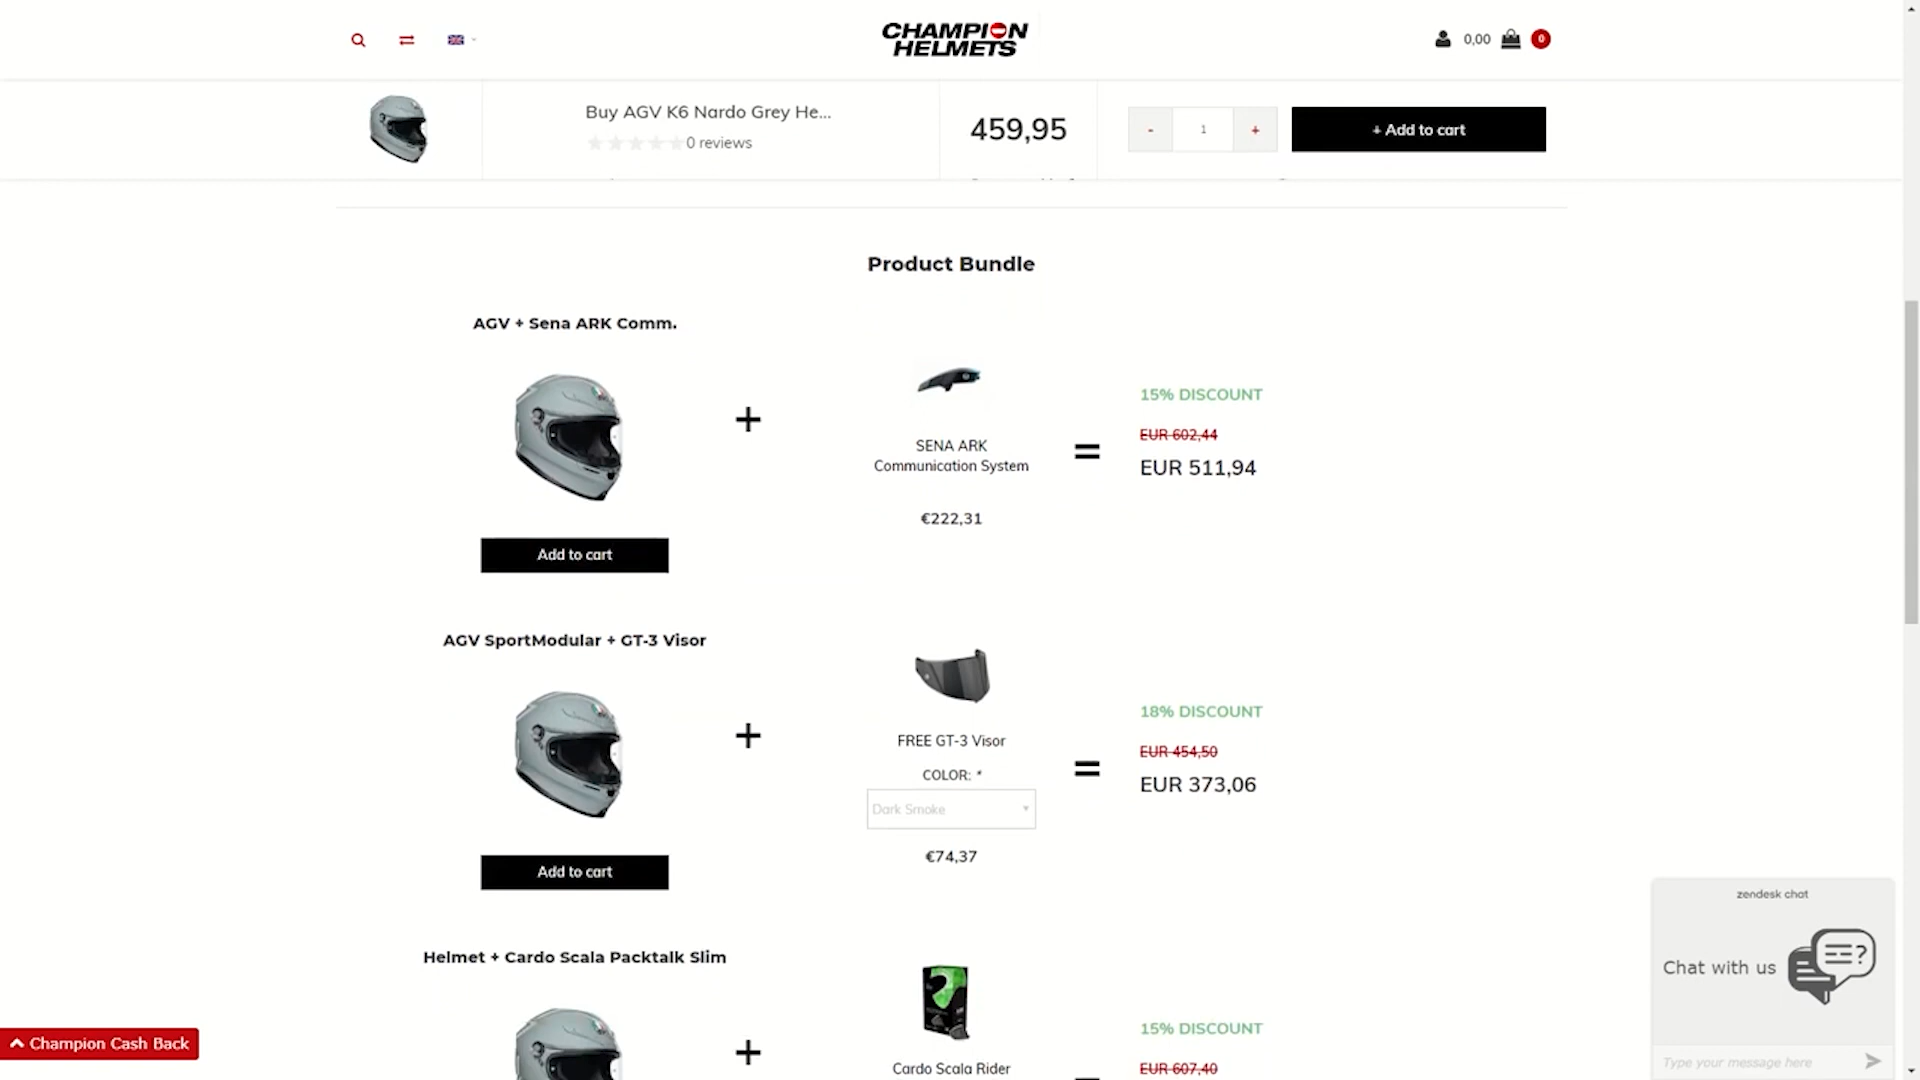 CHAMPION
HELMETS
0,00
0
Buy AGV K6 Nardo Grey He...
0 reviews
459,95
-
1
+
+ Add to cart
Product Bundle
AGV + Sena ARK Comm.
+
SENA ARK
Communication System
€222,31
=
15% DISCOUNT
EUR 602,44
EUR 511,94
Add to cart
AGV SportModular + GT-3 Visor
+
FREE GT-3 Visor
COLOR: *
Dark Smoke
€74,37
=
18% DISCOUNT
EUR 454,50
EUR 373,06
Add to cart
Helmet + Cardo Scala Packtalk Slim
+
Cardo Scala Rider
15% DISCOUNT
EUR 607,40
Champion Cash Back
zendesk chat
Chat with us
?
Type your message here